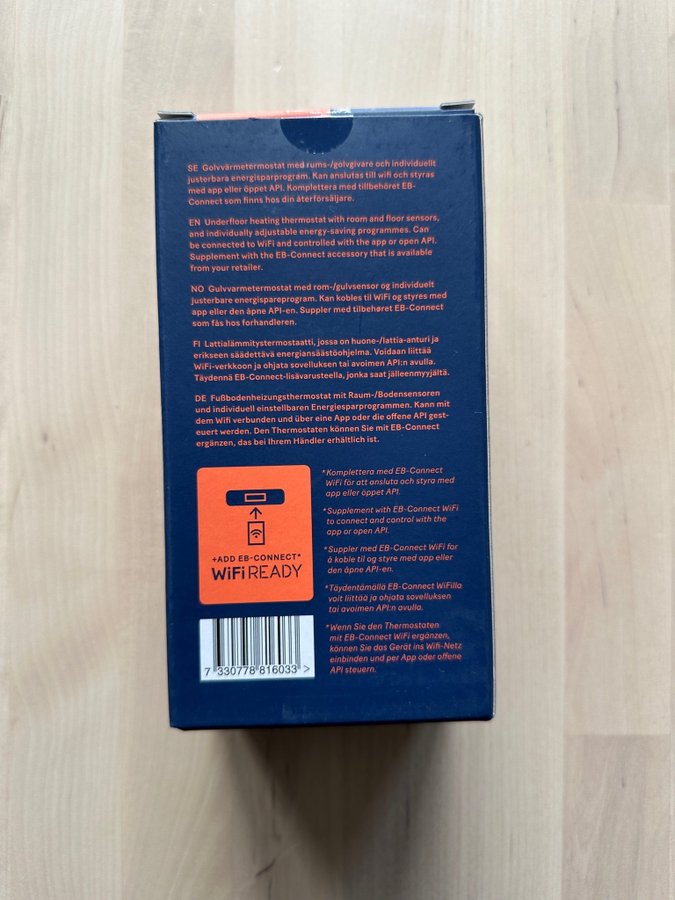 SE Golvvärmetermostat med rums-/golvgivare och individuellt
justerbara energisparprogram. Kan anslutas till wifi och styras
med app eller öppet API. Komplettera med tillbehöret EB-
Connect som finns hos din återförsäljare.
EN Underfloor heating thermostat with room and floor sensors,
and individually adjustable energy-saving programmes. Can
be connected to WiFi and controlled with the app or open API.
Supplement with the EB-Connect accessory that is available
from your retailer.
NO Gulvvarmetermostat med rom-/gulvsensor og individuelt
justerbare energispareprogram. Kan kobles til WiFi og styres med
app eller den åpne API-en. Suppler med tilbehøret EB-Connect
som fås hos forhandleren.
FI Lattialämmitystermostaatti, jossa on huone-/lattia-anturi ja
erikseen säädettävä energiansäästöohjelma. Voidaan liittää
WiFi-verkkoon ja ohjata sovelluksen tai avoimen API:n avulla.
Täydennä EB-Connect-lisävarusteella, jonka saat jälleenmyyjältä.
DE Fußbodenheizungsthermostat mit Raum-/Bodensensoren
und individuell einstellbaren Energiesparprogrammen. Kann mit
dem Wifi verbunden und über eine App oder die offene API gest-
euert werden. Den Thermostaten können Sie mit EB-Connect
ergänzen, das bei Ihrem Händler erhältlich ist.
+ADD EB-CONNECT*
WiFi READY
7 330778 816033 >
*Komplettera med EB-Connect
WiFi för att ansluta och styra med
app eller öppet API.
*Supplement with EB-Connect WiFi
to connect and control with the
app or open API.
*Suppler med EB-Connect WiFi for
å koble til og styre med app eller
den åpne API-en.
*Täydentämällä EB-Connect WiFilla
voit liittää ja ohjata sovelluksen
tai avoimen API:n avulla.
*Wenn Sie den Thermostaten
mit EB-Connect WiFi ergänzen,
können Sie das Gerät ins Wifi-Netz
einbinden und per App oder offene
API steuern.